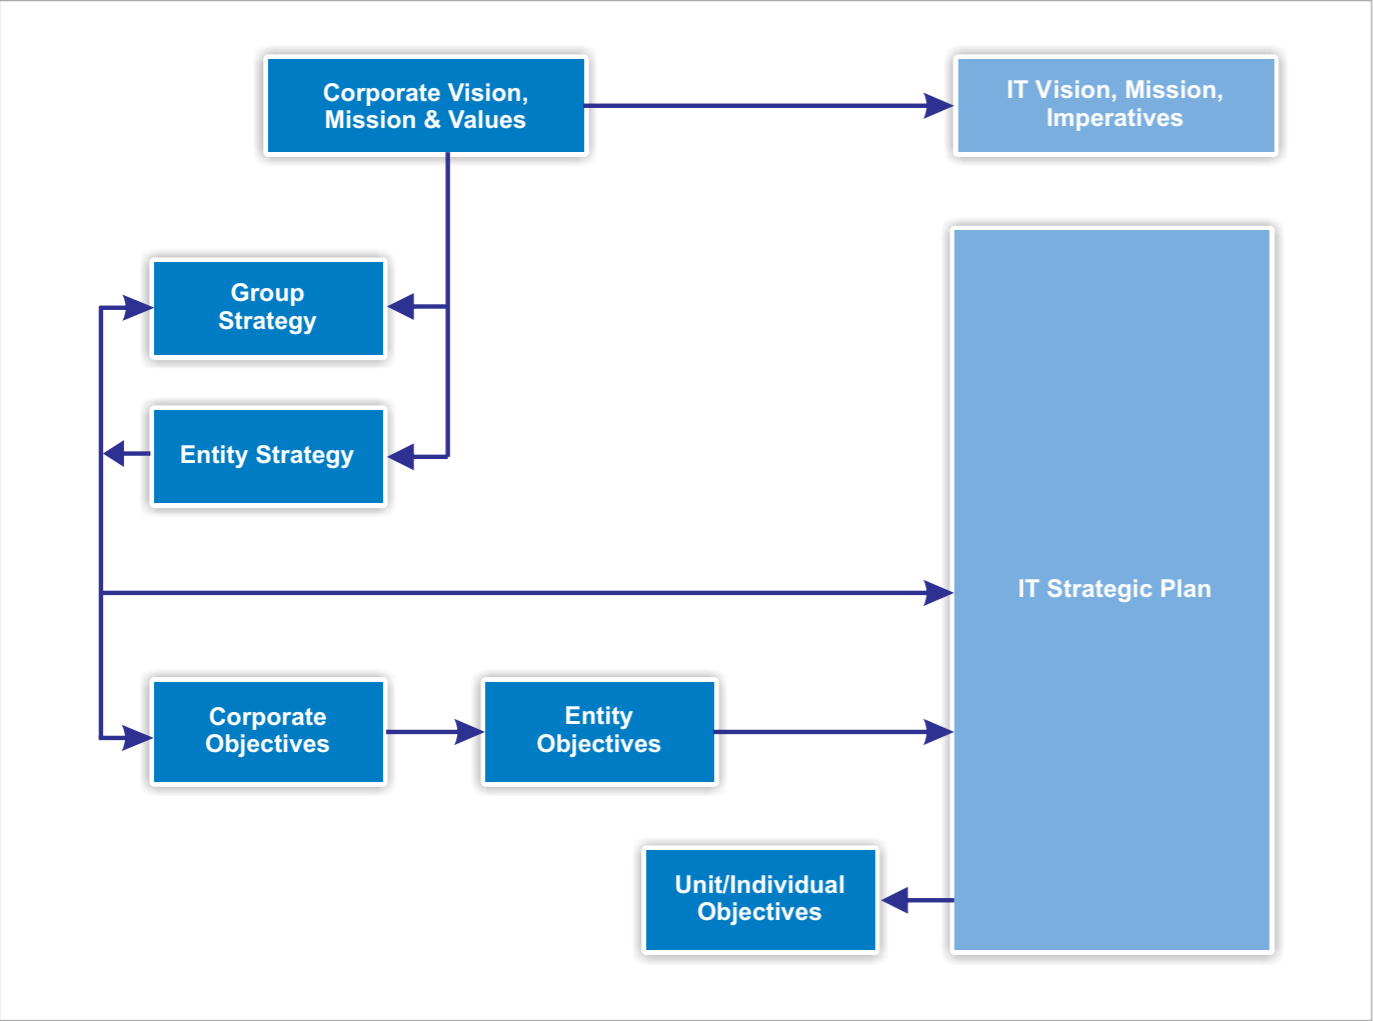 Corporate Vision,
Mission & Values
IT Vision, Mission,
Imperatives
Group
Strategy
Entity Strategy
IT Strategic Plan
Corporate
Objectives
Entity
Objectives
Unit/Individual
Objectives